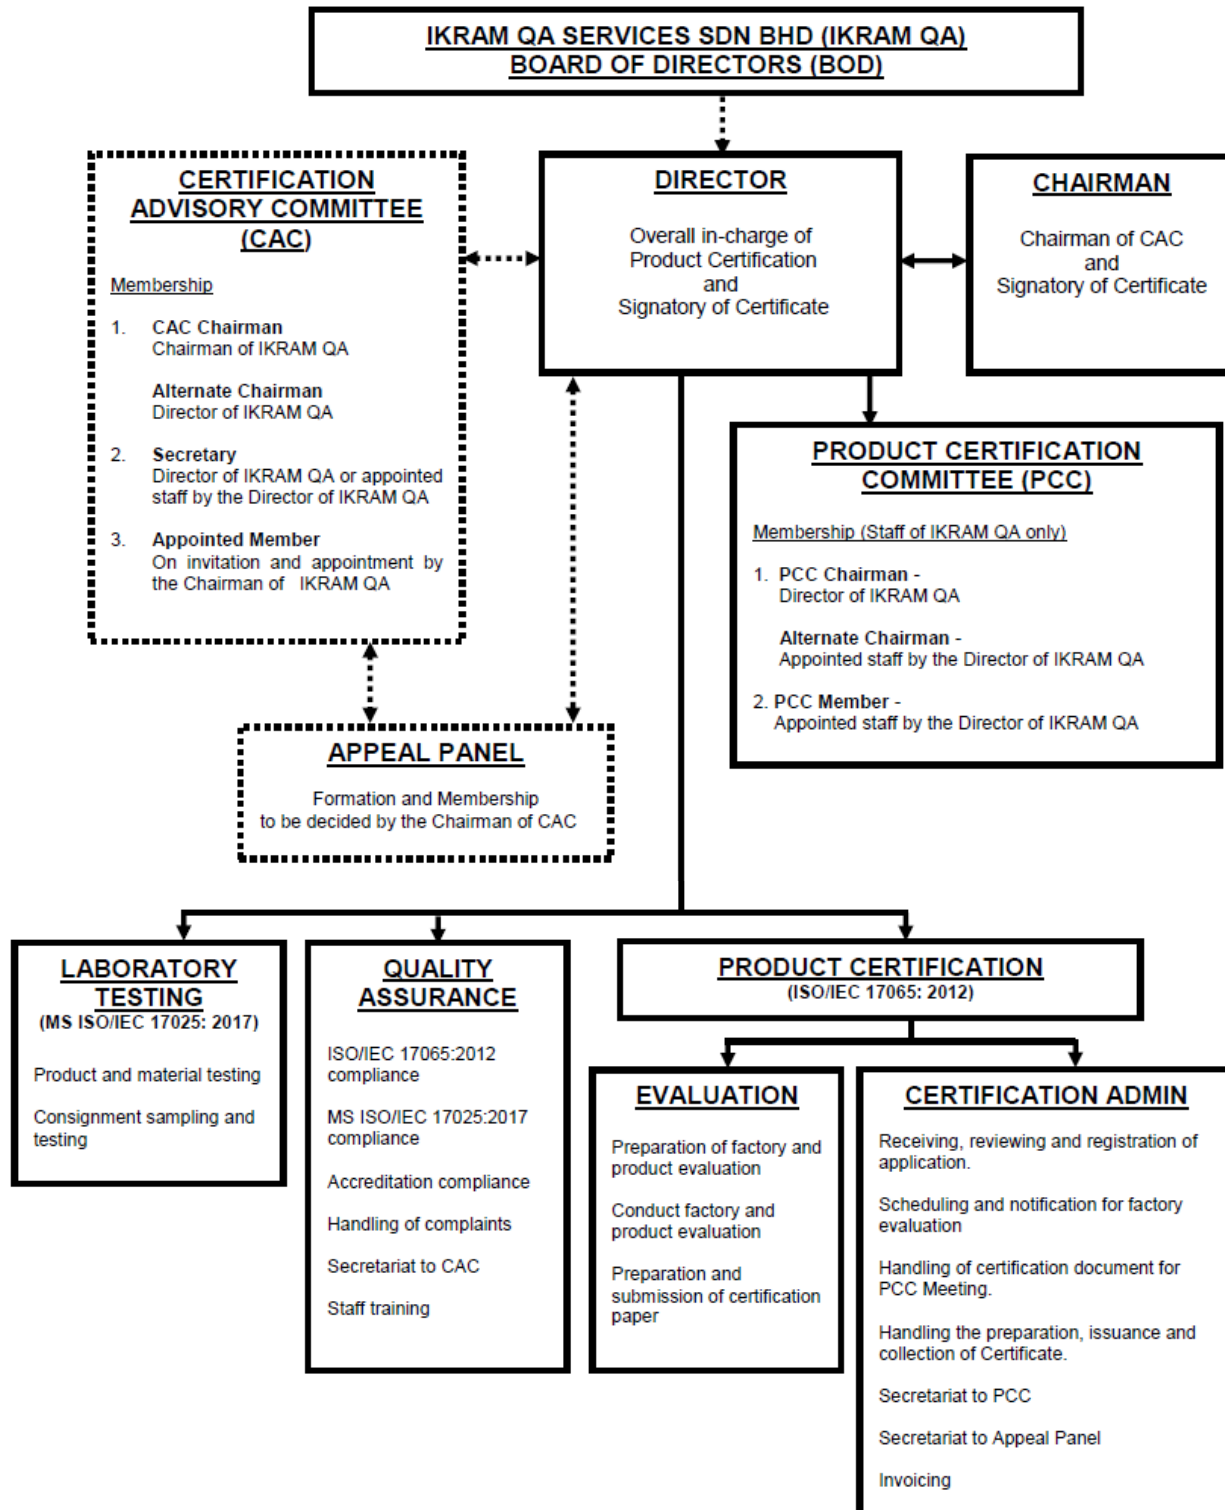 IKRAM QA SERVICES SDN BHD (IKRAM QA)
BOARD OF DIRECTORS (BOD)
CERTIFICATION
ADVISORY COMMITTEE
(CAC)
Membership
1. CAC Chairman
Chairman of IKRAM QA
Alternate Chairman
Director of IKRAM QA
2. Secretary
Director of IKRAM QA or appointed
staff by the Director of IKRAM QA
3. Appointed Member
On invitation and appointment by
the Chairman of IKRAM QA
DIRECTOR
Overall in-charge of
Product Certification
and
Signatory of Certificate
CHAIRMAN
Chairman of CAC
and
Signatory of Certificate
PRODUCT CERTIFICATION
COMMITTEE (PCC)
Membership (Staff of IKRAM QA only)
1. PCC Chairman -
Director of IKRAM QA
Alternate Chairman -
Appointed staff by the Director of IKRAM QA
2. PCC Member -
Appointed staff by the Director of IKRAM QA
APPEAL PANEL
Formation and Membership
to be decided by the Chairman of CAC
LABORATORY
TESTING
(MS ISO/IEC 17025: 2017)
Product and material testing
Consignment sampling and
testing
QUALITY
ASSURANCE
ISO/IEC 17065:2012
compliance
MS ISO/IEC 17025:2017
compliance
Accreditation compliance
Handling of complaints
Secretariat to CAC
Staff training
PRODUCT CERTIFICATION
(ISO/IEC 17065: 2012)
EVALUATION
Preparation of factory and
product evaluation
Conduct factory and
product evaluation
Preparation and
submission of certification
paper
CERTIFICATION ADMIN
Receiving, reviewing and registration of
application.
Scheduling and notification for factory
evaluation
Handling of certification document for
PCC Meeting.
Handling the preparation, issuance and
collection of Certificate.
Secretariat to PCC
Secretariat to Appeal Panel
Invoicing